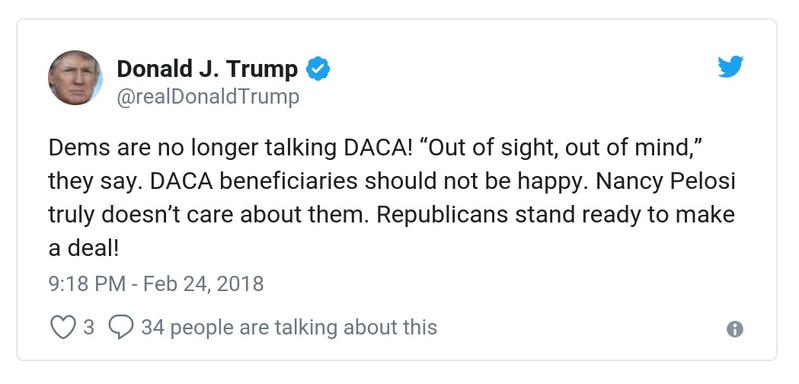 Donald J. Trump
@realDonaldTrump
Dems are no longer talking DACA! “Out of sight, out of mind,”
they say. DACA beneficiaries should not be happy. Nancy Pelosi
truly doesn’t care about them. Republicans stand ready to make
a deal!
9:18 PM - Feb 24, 2018
3 34 people are talking about this